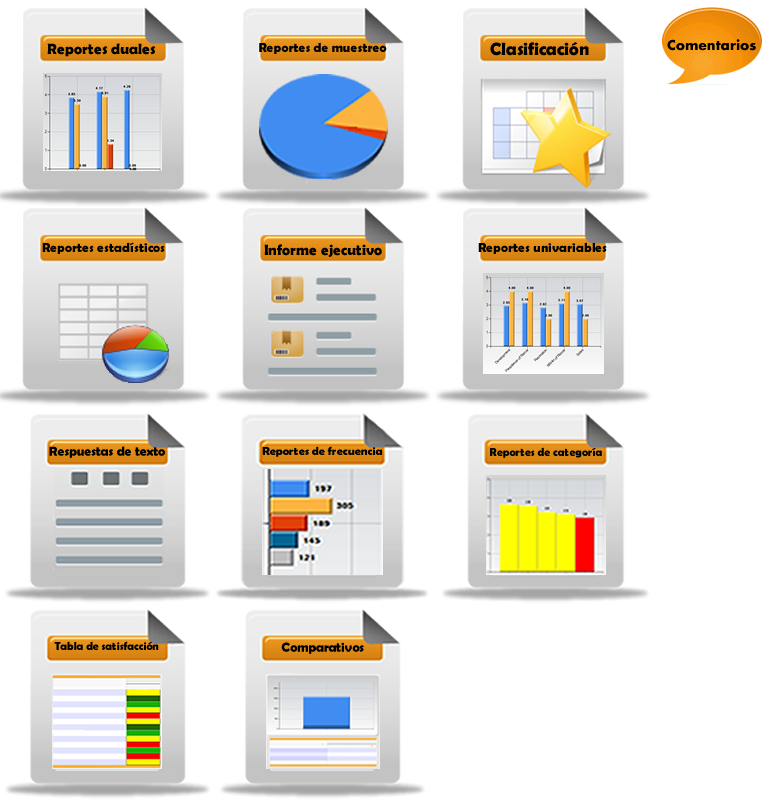 Reportes duales
Reportes de muestreo
Clasificación
Comentarios
Reportes estadísticos
Informe ejecutivo
Reportes univariables
Respuestas de texto
Reportes de frecuencia
197
305
189
145
121
Reportes de categoría
Tabla de satisfacción
Comparativos